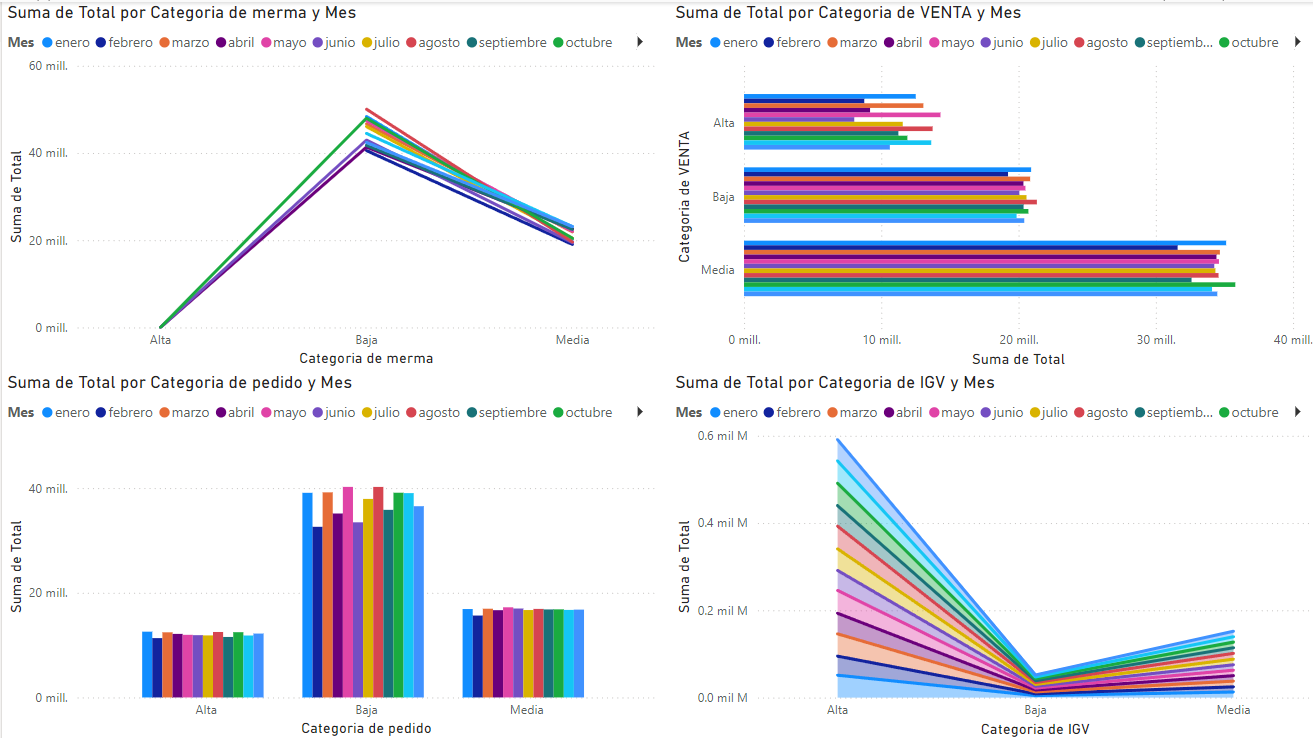 Suma de Total por Categoria de merma y Mes
Mes enero febrero marzo abril mayo junio julio agosto septiembre octubre
60 mill.
40 mill.
20 mill.
0 mill.
Suma de Total
Alta Baja Media
Categoria de merma
Suma de Total por Categoria de VENTA y Mes
Mes enero febrero marzo abril mayo junio julio agosto septiemb... octubre
Categoria de VENTA
Alta
Baja
Media
0 mill. 10 mill. 20 mill. 30 mill. 40 mill.
Suma de Total
Suma de Total por Categoria de pedido y Mes
Mes enero febrero marzo abril mayo junio julio agosto septiembre octubre
40 mill.
20 mill.
0 mill.
Suma de Total
Alta Baja Media
Categoria de pedido
Suma de Total por Categoria de IGV y Mes
Mes enero febrero marzo abril mayo junio julio agosto septiemb... octubre
0.6 mil M
0.4 mil M
0.2 mil M
0.0 mil M
Suma de Total
Alta Baja Media
Categoria de IGV